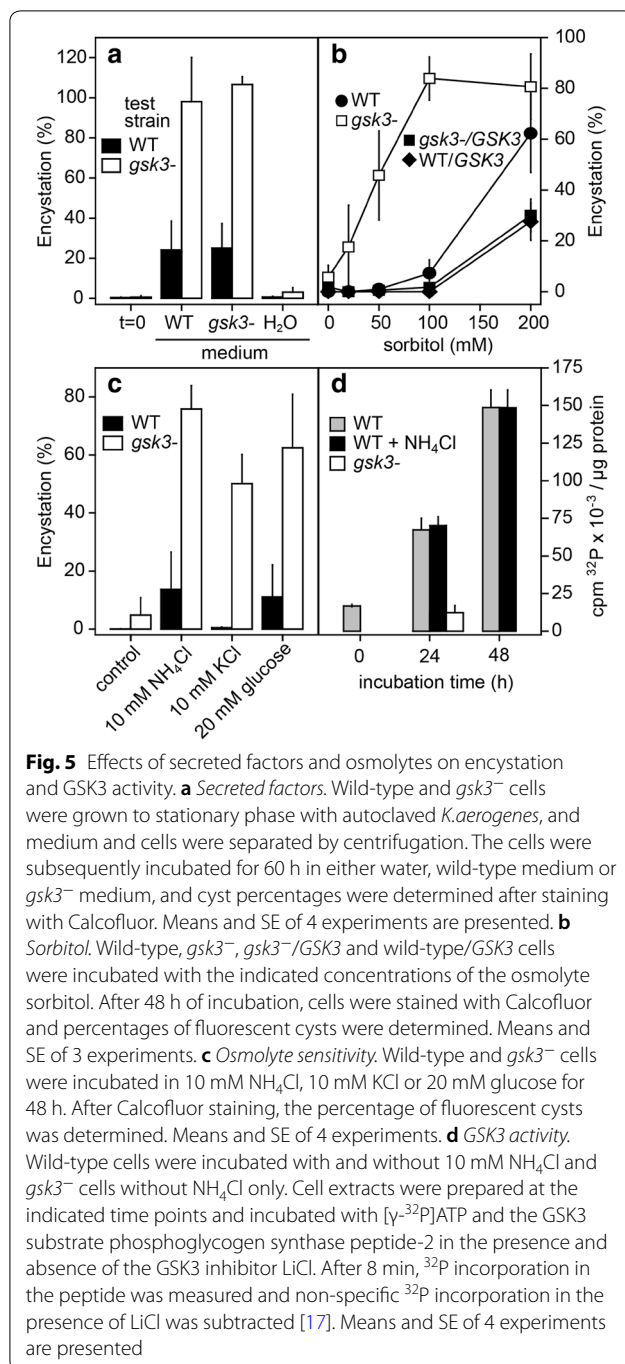 a
120
100
80
60
40
20
0
Encystation (%)
test
strain
WT
gsk3-
t=0
WT
gsk3-
H₂O
medium
b
WT
gsk3-
gsk3-/GSK3
WT/GSK3
100
80
60
40
20
0
Encystation (%)
0
50
100
150
200
sorbitol (mM)
c
80
60
40
20
0
Encystation (%)
WT
gsk3-
control
10 mM NH₄Cl
10 mM KCl
20 mM glucose
d
WT
WT + NH₄Cl
gsk3-
175
150
125
100
75
50
25
0
cpm ³²P x 10⁻³ / µg protein
0
24
48
incubation time (h)
Fig. 5 Effects of secreted factors and osmolytes on encystation
and GSK3 activity. a Secreted factors. Wild-type and gsk3⁻ cells
were grown to stationary phase with autoclaved K.aerogenes, and
medium and cells were separated by centrifugation. The cells were
subsequently incubated for 60 h in either water, wild-type medium or
gsk3⁻ medium, and cyst percentages were determined after staining
with Calcofluor. Means and SE of 4 experiments are presented. b
Sorbitol. Wild-type, gsk3⁻, gsk3⁻/GSK3 and wild-type/GSK3 cells
were incubated with the indicated concentrations of the osmolyte
sorbitol. After 48 h of incubation, cells were stained with Calcofluor
and percentages of fluorescent cysts were determined. Means and
SE of 3 experiments. c Osmolyte sensitivity. Wild-type and gsk3⁻ cells
were incubated in 10 mM NH₄Cl, 10 mM KCl or 20 mM glucose for
48 h. After Calcofluor staining, the percentage of fluorescent cysts
was determined. Means and SE of 4 experiments. d GSK3 activity.
Wild-type cells were incubated with and without 10 mM NH₄Cl and
gsk3⁻ cells without NH₄Cl only. Cell extracts were prepared at the
indicated time points and incubated with [γ-³²P]ATP and the GSK3
substrate phosphoglycogen synthase peptide-2 in the presence and
absence of the GSK3 inhibitor LiCl. After 8 min, ³²P incorporation in
the peptide was measured and non-specific ³²P incorporation in the
presence of LiCl was subtracted [17]. Means and SE of 4 experiments
are presented